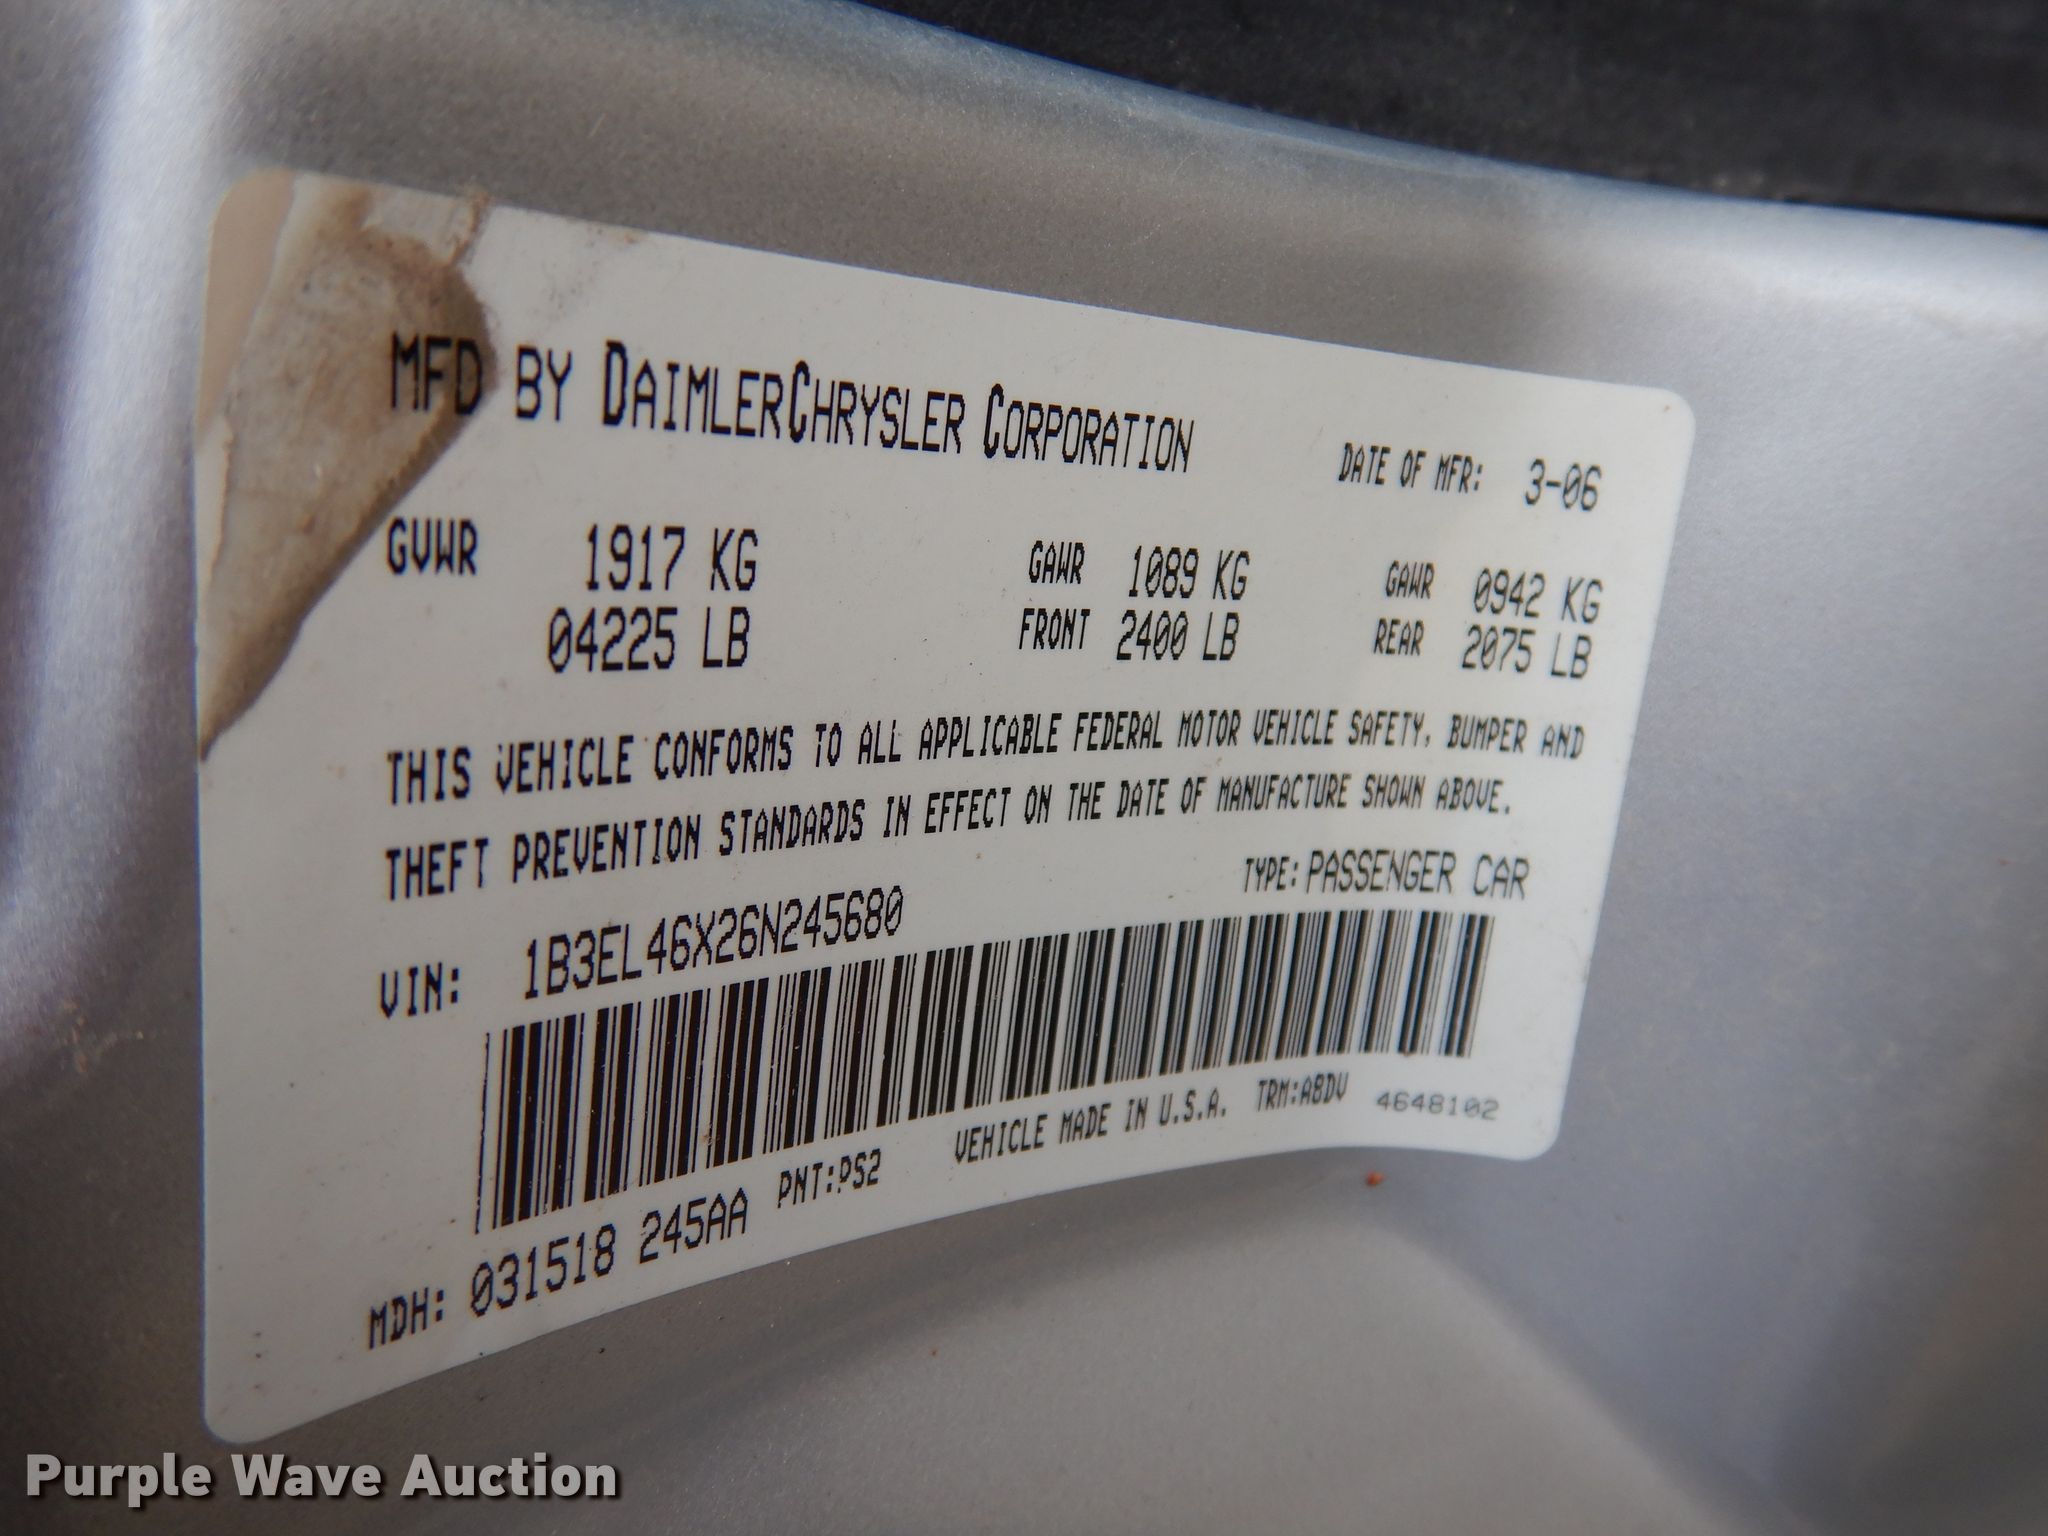 MFD BY DAIMLERCHRYSLER CORPORATION
DATE OF MFR: 3-06
GVWR 1917 KG
04225 LB
GAWR 1089 KG
FRONT 2400 LB
GAWR 0942 KG
REAR 2075 LB
THIS VEHICLE CONFORMS TO ALL APPLICABLE FEDERAL MOTOR VEHICLE SAFETY, BUMPER AND
THEFT PREVENTION STANDARDS IN EFFECT ON THE DATE OF MANUFACTURE SHOWN ABOVE.
TYPE: PASSENGER CAR
VIN: 1B3EL46X26N245680
MDH: 031518 245AA PNT:PS2 VEHICLE MADE IN U.S.A. TRM:A8DV 4648102
Purple Wave Auction